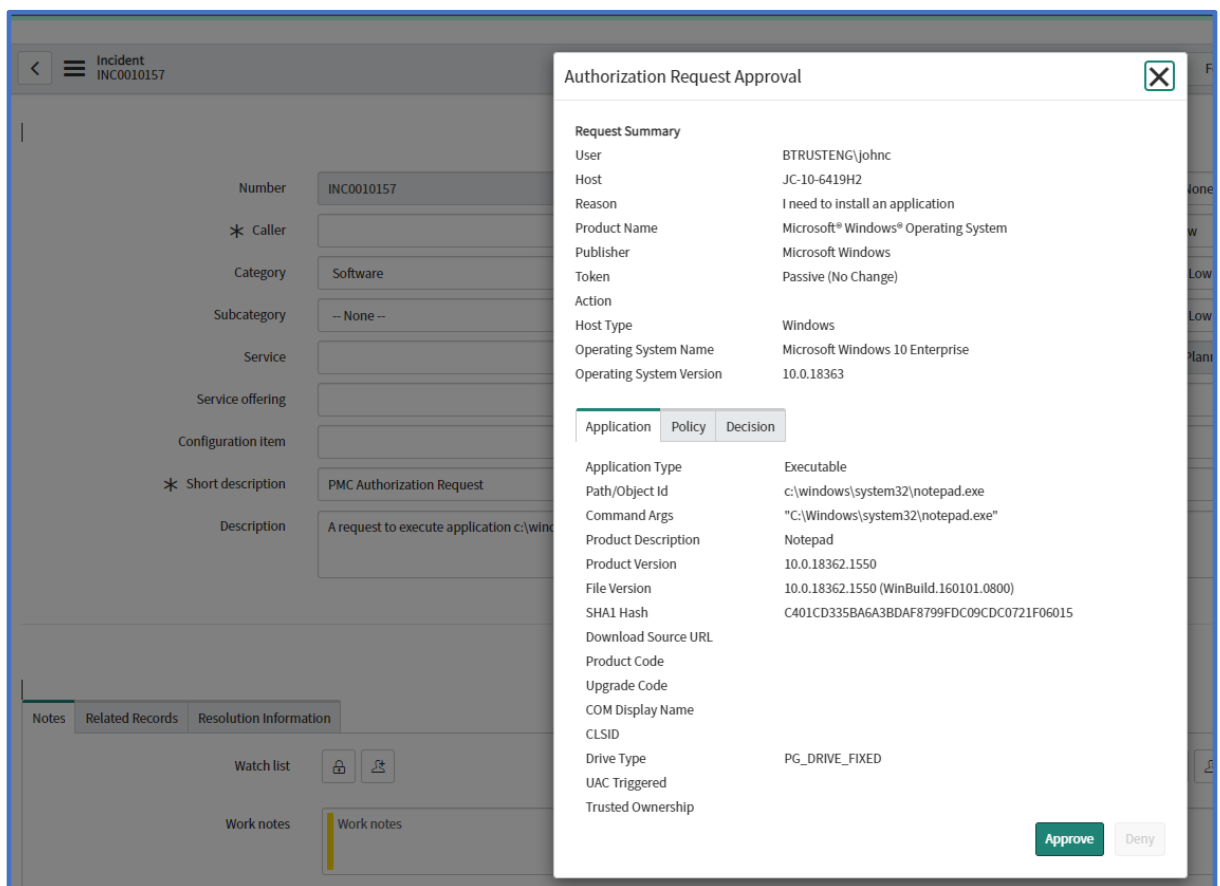 Incident
INC0010157
Number INC0010157
✱ Caller
Category Software
Subcategory -- None --
Service
Service offering
Configuration item
✱ Short description PMC Authorization Request
Description A request to execute application c:\wind
Notes Related Records Resolution Information
Watch list
Work notes Work notes
Authorization Request Approval
Request Summary
User BTRUSTENG\johnc
Host JC-10-6419H2
Reason I need to install an application
Product Name Microsoft® Windows® Operating System
Publisher Microsoft Windows
Token Passive (No Change)
Action
Host Type Windows
Operating System Name Microsoft Windows 10 Enterprise
Operating System Version 10.0.18363
Application Policy Decision
Application Type Executable
Path/Object Id c:\windows\system32\notepad.exe
Command Args "C:\Windows\system32\notepad.exe"
Product Description Notepad
Product Version 10.0.18362.1550
File Version 10.0.18362.1550 (WinBuild.160101.0800)
SHA1 Hash C401CD335BA6A3BDAF8799FDC09CDC0721F06015
Download Source URL
Product Code
Upgrade Code
COM Display Name
CLSID
Drive Type PG_DRIVE_FIXED
UAC Triggered
Trusted Ownership
Approve Deny
None
Low
Low